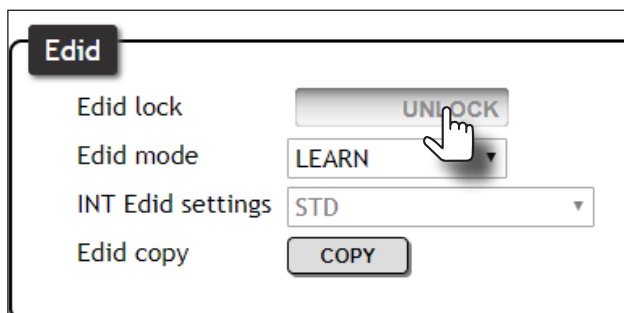 Edid
Edid lock UNLOCK
Edid mode LEARN
INT Edid settings STD
Edid copy COPY